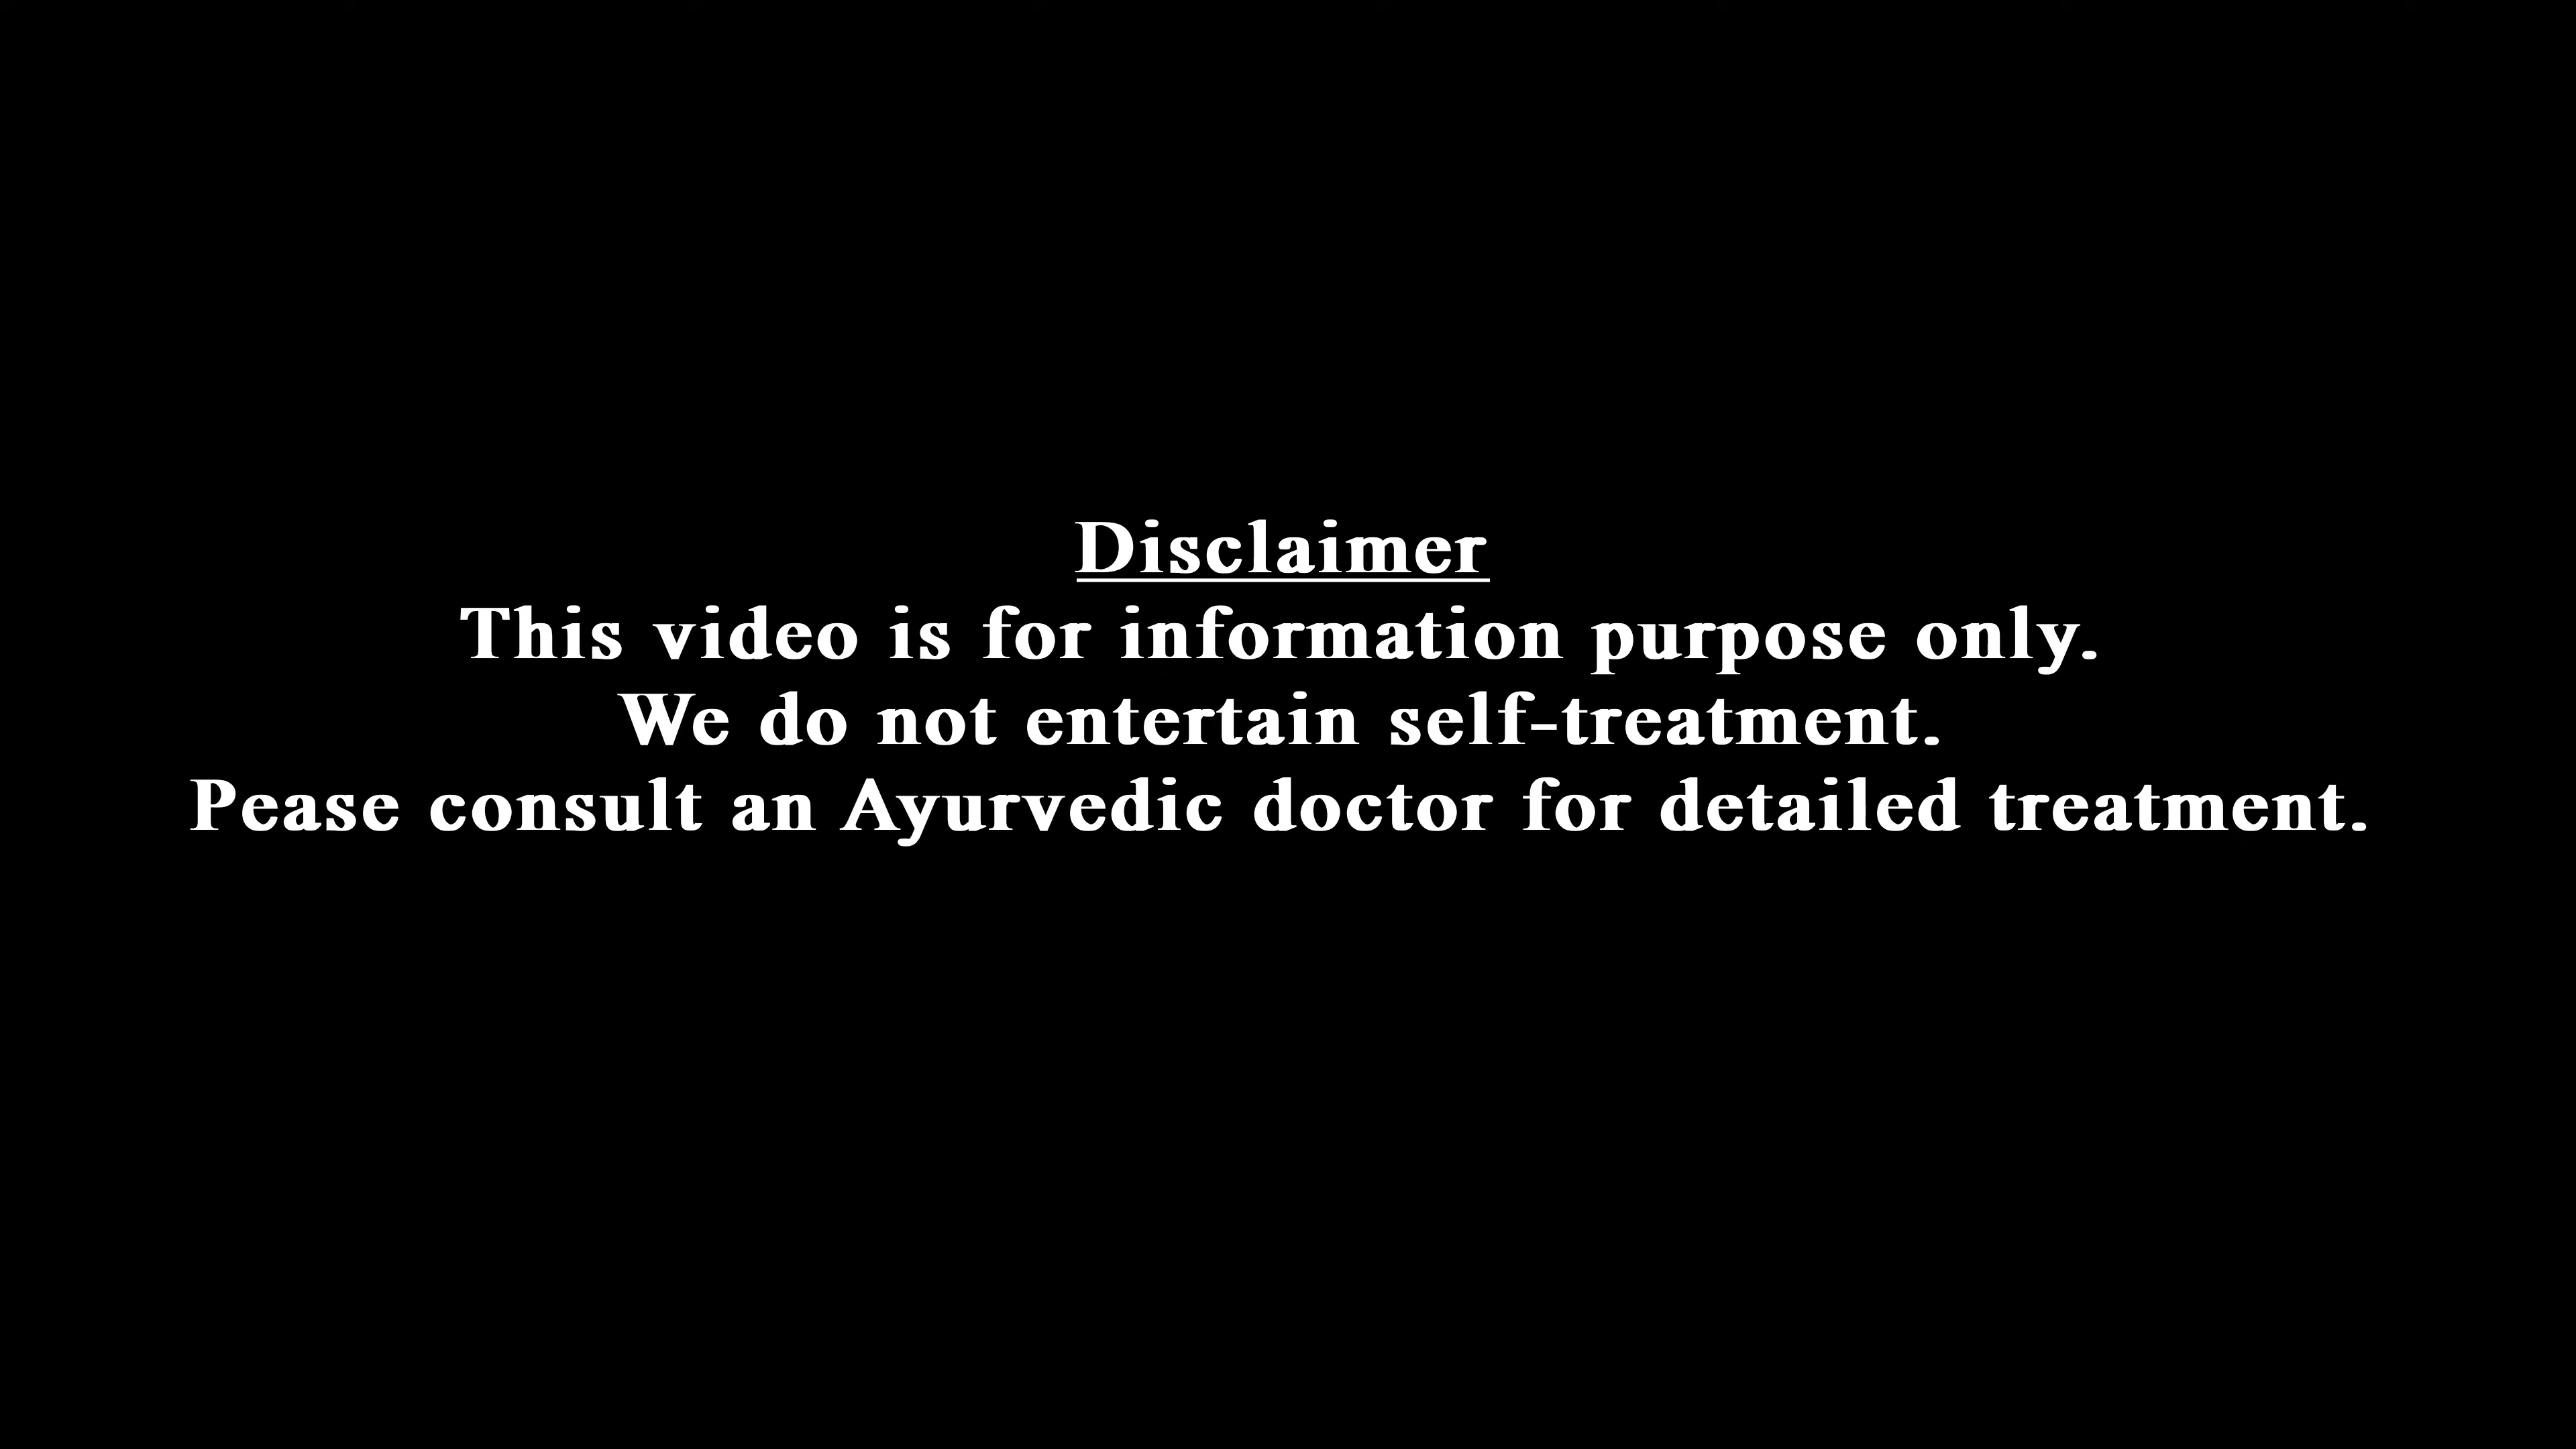 Disclaimer
This video is for information purpose only.
We do not entertain self-treatment.
Pease consult an Ayurvedic doctor for detailed treatment.